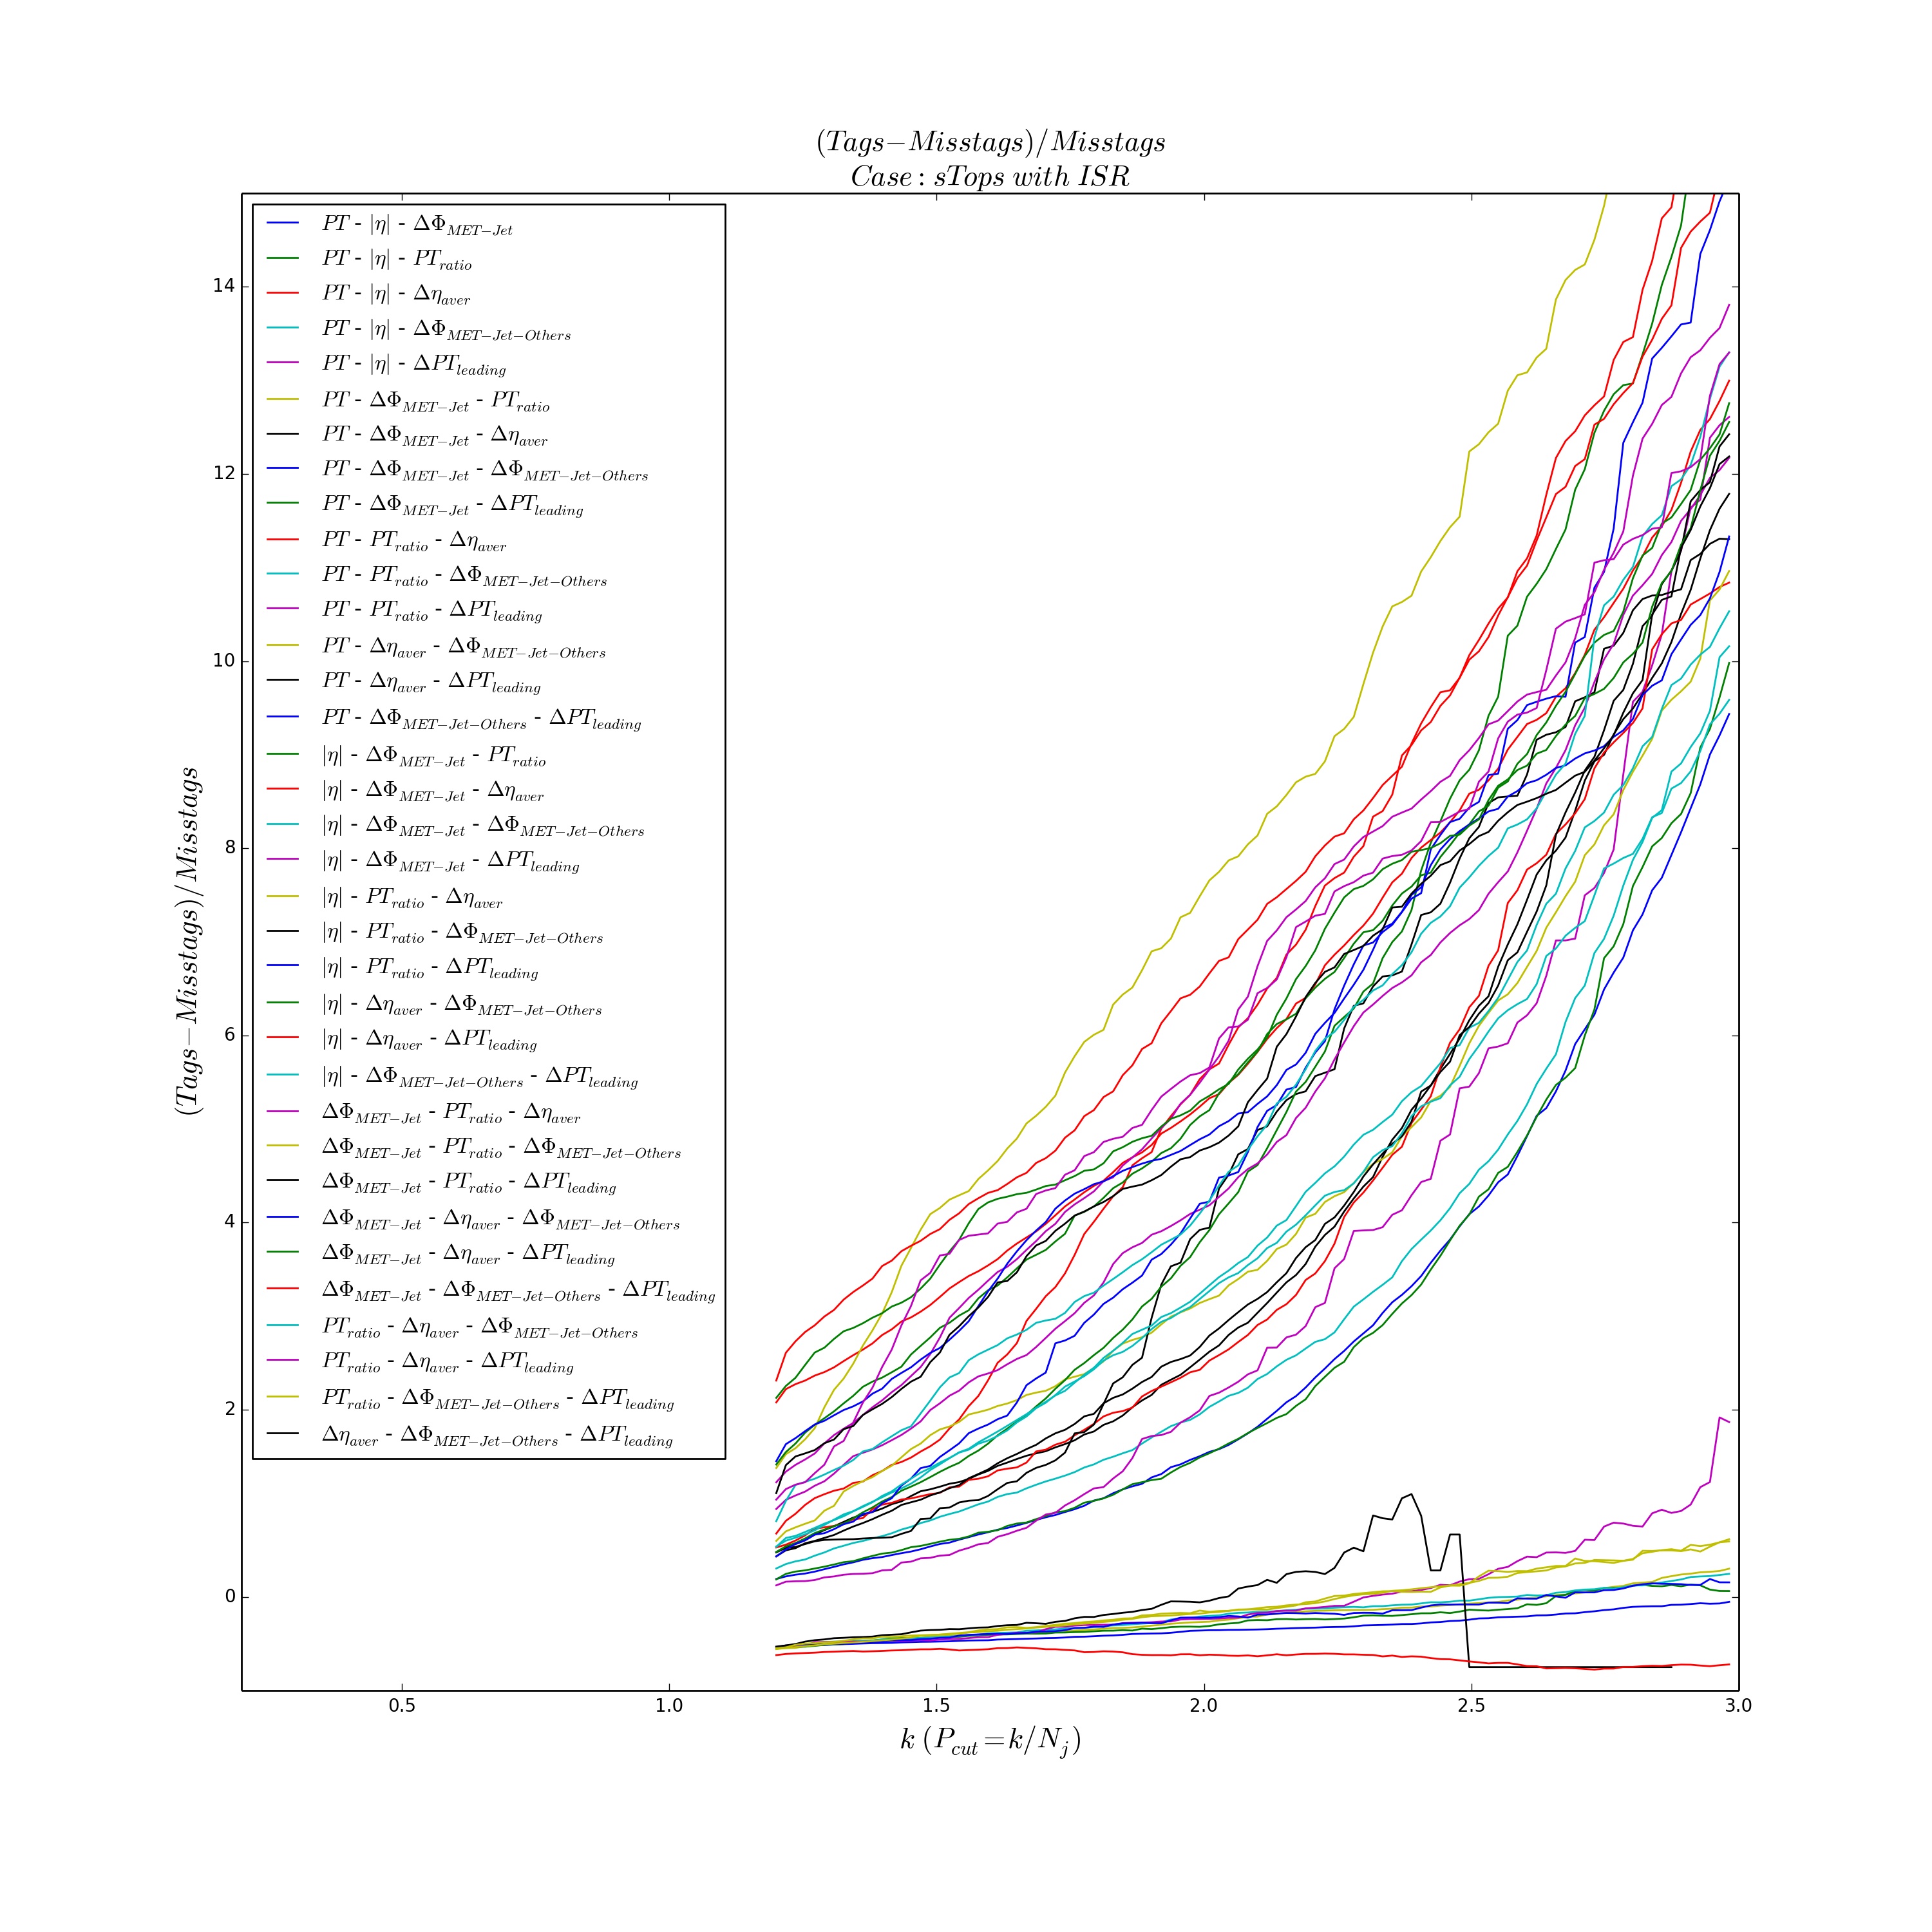 (Tags−Misstags)/Misstags
Case: sTops with ISR
PT - |η| - ΔΦ_MET−Jet
PT - |η| - PT_ratio
PT - |η| - Δη_aver
PT - |η| - ΔΦ_MET−Jet−Others
PT - |η| - ΔPT_leading
PT - ΔΦ_MET−Jet - PT_ratio
PT - ΔΦ_MET−Jet - Δη_aver
PT - ΔΦ_MET−Jet - ΔΦ_MET−Jet−Others
PT - ΔΦ_MET−Jet - ΔPT_leading
PT - PT_ratio - Δη_aver
PT - PT_ratio - ΔΦ_MET−Jet−Others
PT - PT_ratio - ΔPT_leading
PT - Δη_aver - ΔΦ_MET−Jet−Others
PT - Δη_aver - ΔPT_leading
PT - ΔΦ_MET−Jet−Others - ΔPT_leading
|η| - ΔΦ_MET−Jet - PT_ratio
|η| - ΔΦ_MET−Jet - Δη_aver
|η| - ΔΦ_MET−Jet - ΔΦ_MET−Jet−Others
|η| - ΔΦ_MET−Jet - ΔPT_leading
|η| - PT_ratio - Δη_aver
|η| - PT_ratio - ΔΦ_MET−Jet−Others
|η| - PT_ratio - ΔPT_leading
|η| - Δη_aver - ΔΦ_MET−Jet−Others
|η| - Δη_aver - ΔPT_leading
|η| - ΔΦ_MET−Jet−Others - ΔPT_leading
ΔΦ_MET−Jet - PT_ratio - Δη_aver
ΔΦ_MET−Jet - PT_ratio - ΔΦ_MET−Jet−Others
ΔΦ_MET−Jet - PT_ratio - ΔPT_leading
ΔΦ_MET−Jet - Δη_aver - ΔΦ_MET−Jet−Others
ΔΦ_MET−Jet - Δη_aver - ΔPT_leading
ΔΦ_MET−Jet - ΔΦ_MET−Jet−Others - ΔPT_leading
PT_ratio - Δη_aver - ΔΦ_MET−Jet−Others
PT_ratio - Δη_aver - ΔPT_leading
PT_ratio - ΔΦ_MET−Jet−Others - ΔPT_leading
Δη_aver - ΔΦ_MET−Jet−Others - ΔPT_leading
(Tags−Misstags)/Misstags
14
12
10
8
6
4
2
0
0.5 1.0 1.5 2.0 2.5 3.0
k (P_cut=k/N_j)